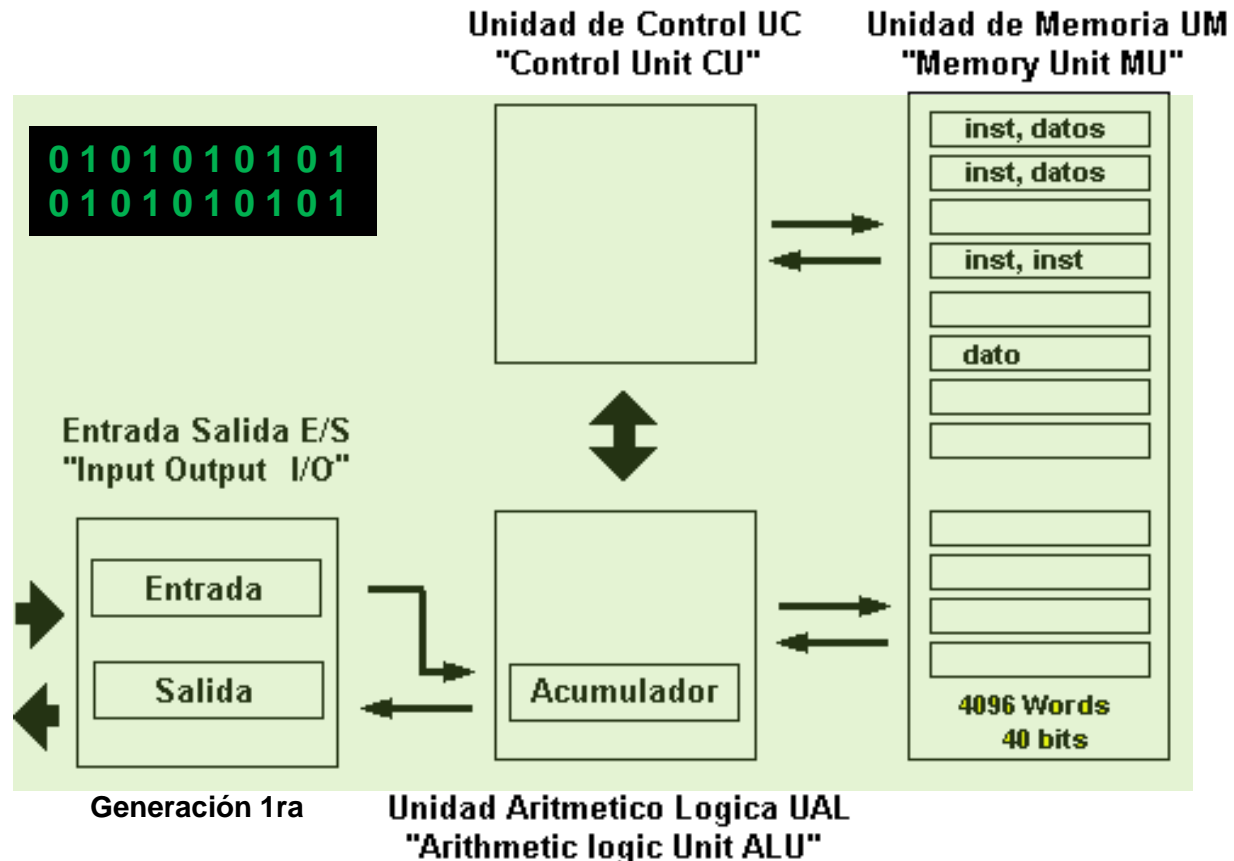 Unidad de Control UC
"Control Unit CU"
Unidad de Memoria UM
"Memory Unit MU"
0 1 0 1 0 1 0 1 0 1
0 1 0 1 0 1 0 1 0 1
inst, datos
inst, datos
inst, inst
dato
Entrada Salida E/S
"Input Output I/O"
Entrada
Salida
Acumulador
4096 Words
40 bits
Generación 1ra
Unidad Aritmetico Logica UAL
"Arithmetic logic Unit ALU"